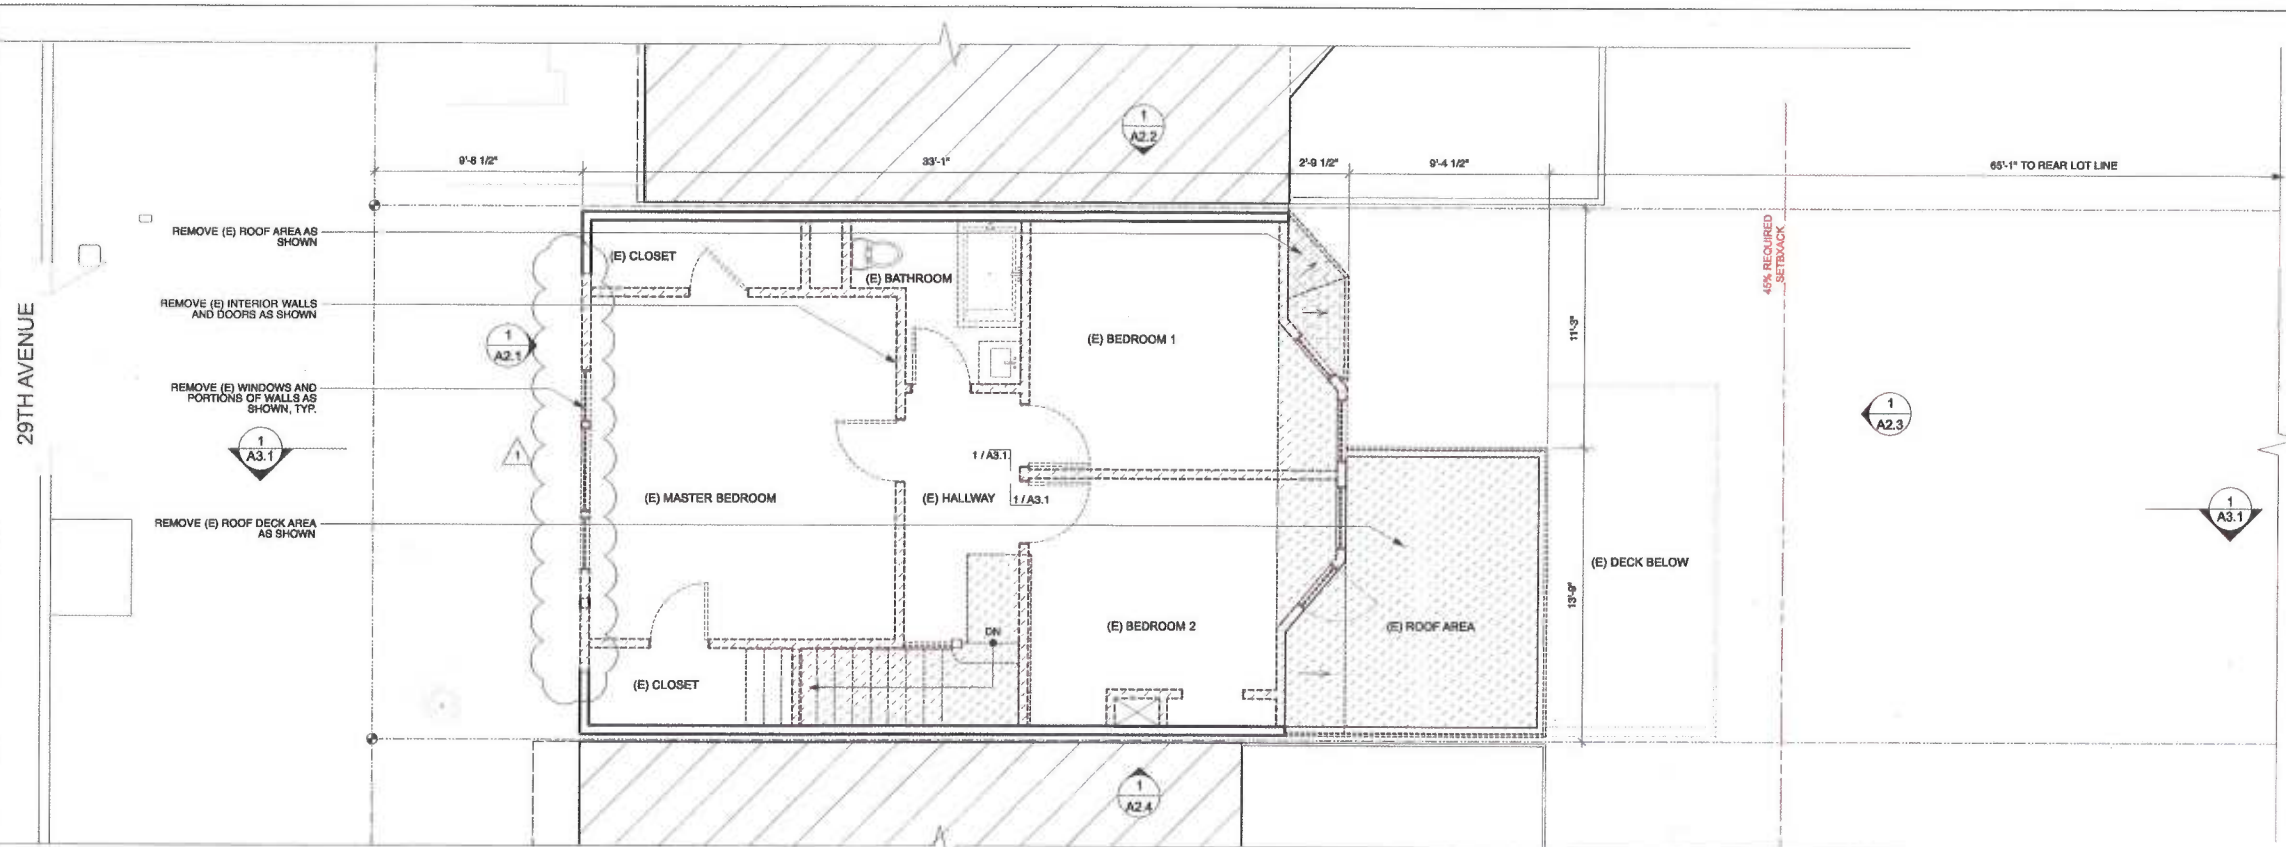 1
A2.2
9'-6 1/2"
33'-1"
2'-9 1/2"
9'-4 1/2"
65'-1" TO REAR LOT LINE
REMOVE (E) ROOF AREA AS
SHOWN
(E) CLOSET
(E) BATHROOM
45% REQUIRED
SETBXACK
REMOVE (E) INTERIOR WALLS
AND DOORS AS SHOWN
29TH AVENUE
1
A2.1
(E) BEDROOM 1
11'-3"
REMOVE (E) WINDOWS AND
PORTIONS OF WALLS AS
SHOWN, TYP.
1
A2.3
1
A3.1
1
1 / A3.1
(E) MASTER BEDROOM
(E) HALLWAY
1 / A3.1
1
A3.1
REMOVE (E) ROOF DECK AREA
AS SHOWN
(E) DECK BELOW
13'-9"
DN
(E) BEDROOM 2
(E) ROOF AREA
(E) CLOSET
1
A2.4